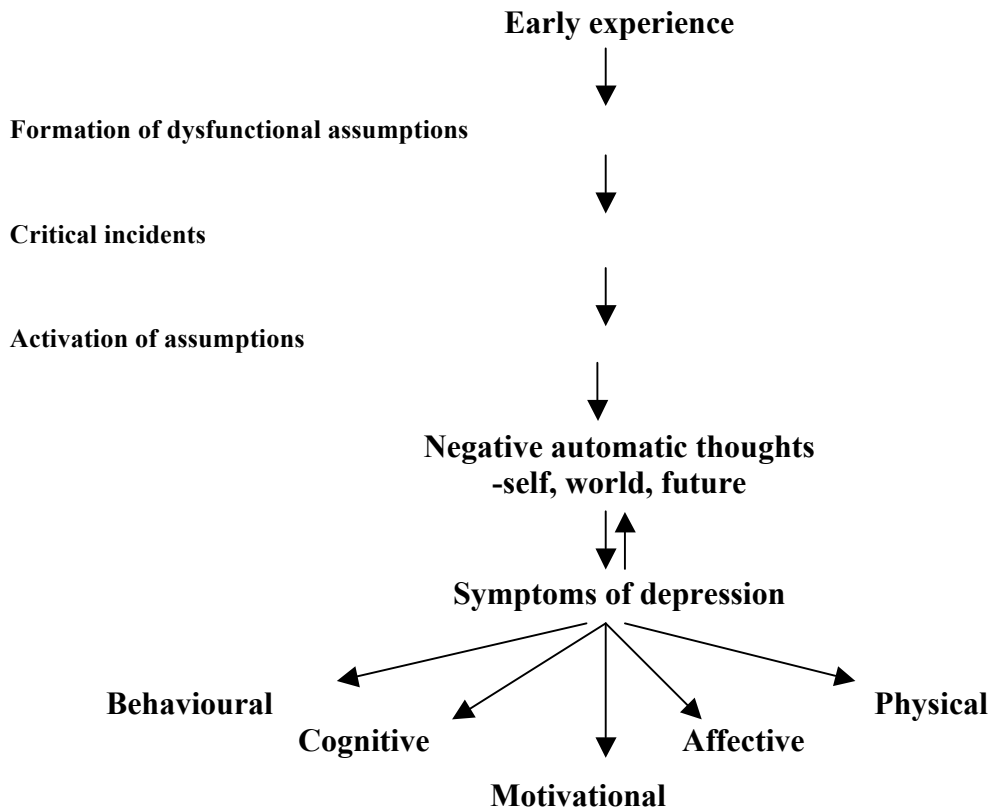 Early experience
Formation of dysfunctional assumptions
Critical incidents
Activation of assumptions
Negative automatic thoughts
-self, world, future
Symptoms of depression
Behavioural
Physical
Cognitive
Affective
Motivational